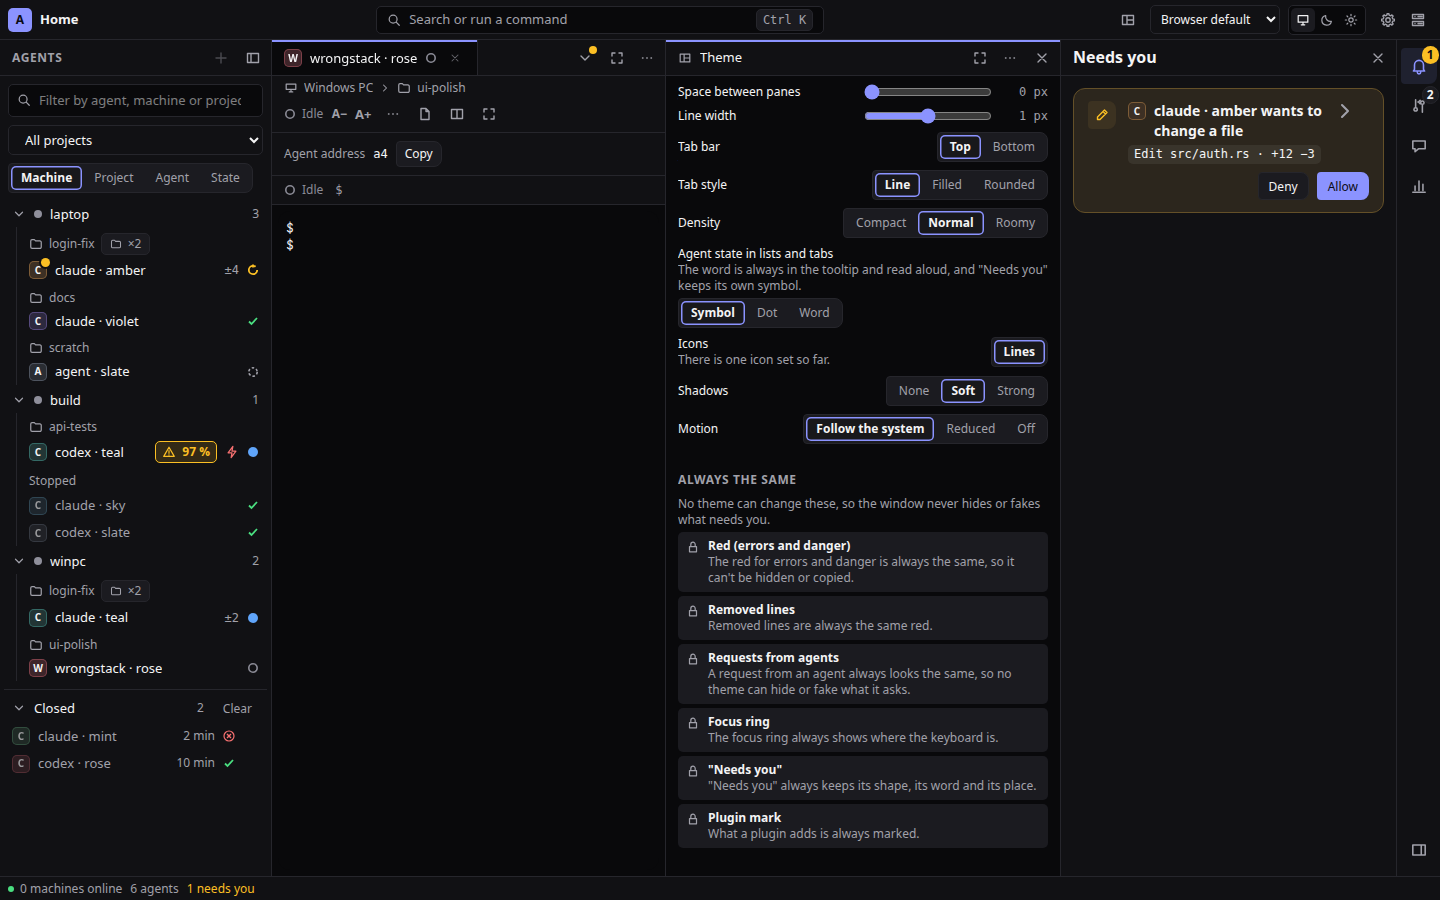 A Home
Search or run a command Ctrl K
Browser default
AGENTS
Filter by agent, machine or projec
All projects
Machine Project Agent State
laptop 3
login-fix ×2
C claude · amber ±4
docs
C claude · violet
scratch
A agent · slate
build 1
api-tests
C codex · teal 97 %
Stopped
C claude · sky
C codex · slate
winpc 2
login-fix ×2
C claude · teal ±2
ui-polish
W wrongstack · rose
Closed 2 Clear
C claude · mint 2 min
C codex · rose 10 min
W wrongstack · rose
Windows PC ui-polish
Idle A− A+
Agent address a4 Copy
Idle $
$
$
Theme
Space between panes 0 px
Line width 1 px
Tab bar Top Bottom
Tab style Line Filled Rounded
Density Compact Normal Roomy
Agent state in lists and tabs
The word is always in the tooltip and read aloud, and "Needs you"
keeps its own symbol.
Symbol Dot Word
Icons
There is one icon set so far.
Lines
Shadows None Soft Strong
Motion Follow the system Reduced Off
ALWAYS THE SAME
No theme can change these, so the window never hides or fakes
what needs you.
Red (errors and danger)
The red for errors and danger is always the same, so it
can't be hidden or copied.
Removed lines
Removed lines are always the same red.
Requests from agents
A request from an agent always looks the same, so no
theme can hide or fake what it asks.
Focus ring
The focus ring always shows where the keyboard is.
"Needs you"
"Needs you" always keeps its shape, its word and its place.
Plugin mark
What a plugin adds is always marked.
Needs you
C claude · amber wants to
change a file
Edit src/auth.rs · +12 −3
Deny Allow
1
2
0 machines online 6 agents 1 needs you